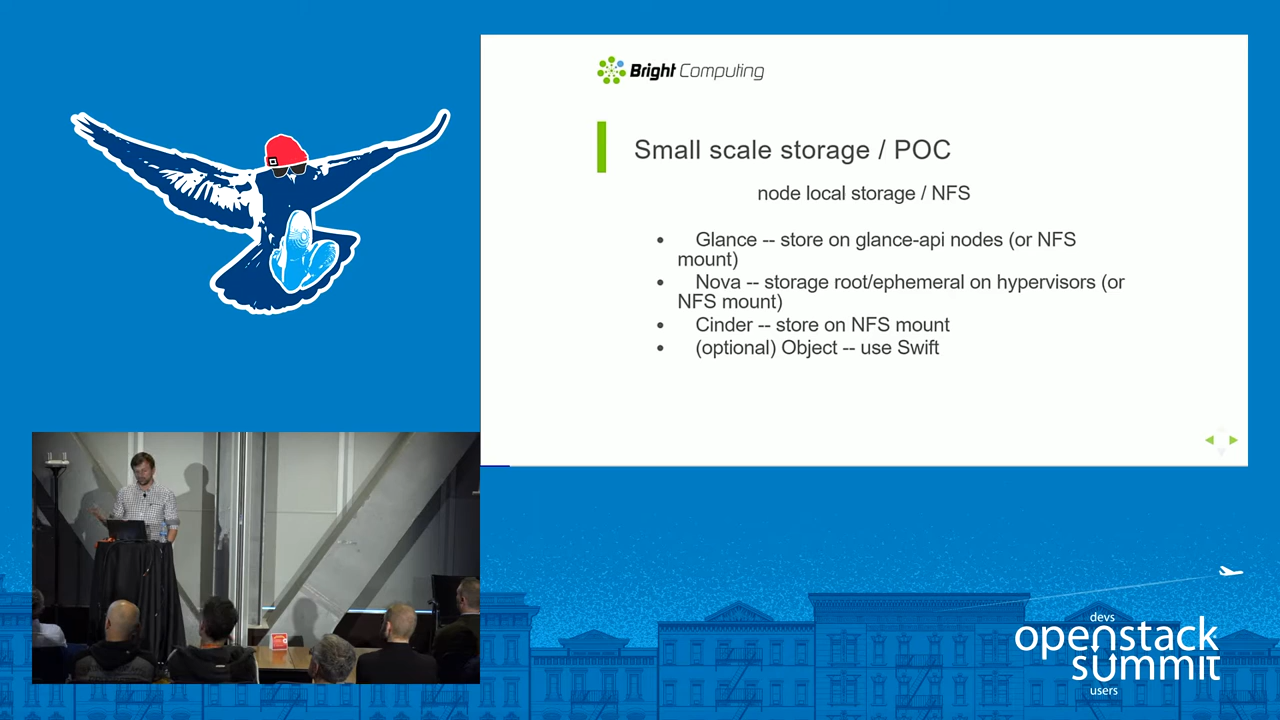 Bright Computing
Small scale storage / POC
node local storage / NFS
• Glance -- store on glance-api nodes (or NFS
mount)
• Nova -- storage root/ephemeral on hypervisors (or
NFS mount)
• Cinder -- store on NFS mount
• (optional) Object -- use Swift
devs
openstack
summit
users